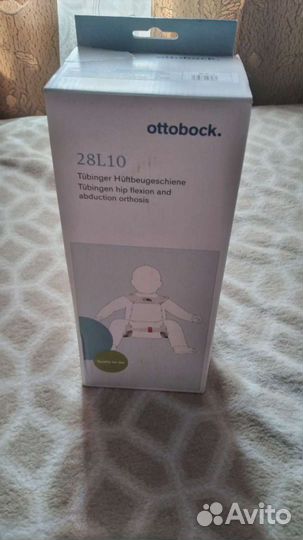 ottobock.
28L10
Tübinger Hüftbeugeschiene
Tübingen hip flexion and
abduction orthosis
Avito